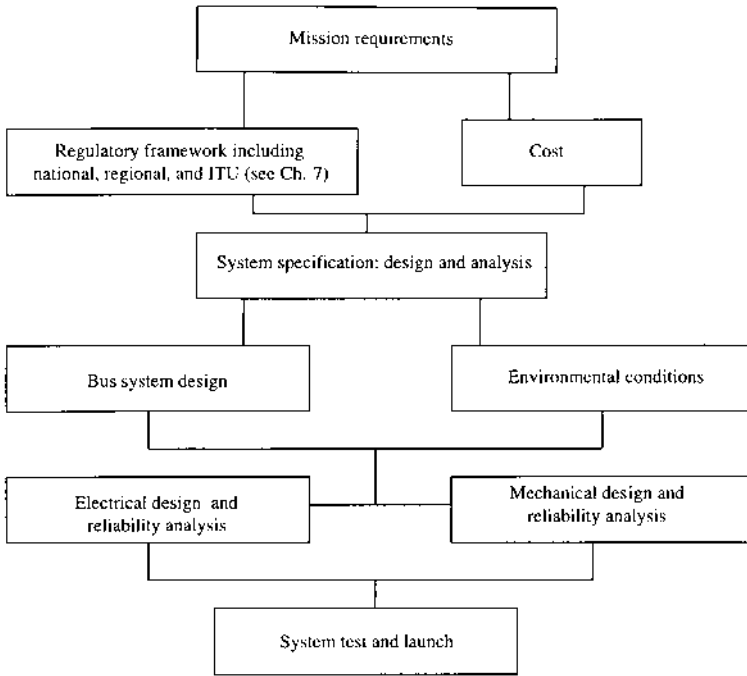 Mission requirements
Regulatory framework including
national, regional, and ITU (see Ch. 7)
Cost
System specification: design and analysis
Bus system design
Environmental conditions
Electrical design and
reliability analysis
Mechanical design and
reliability analysis
System test and launch